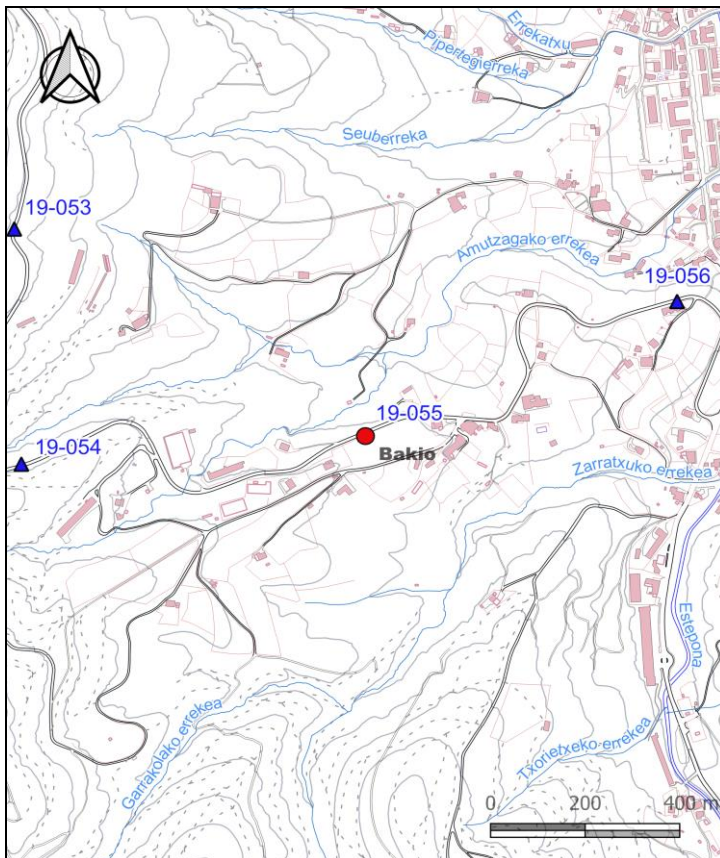 Errekatxu
Pipertegierreka
Seuberreka
19-053
Amutzagako errekea
19-056
19-055
Bakio
19-054
Zarratxuko errekea
Estepona
Garrakolako errekea
Txorietxeko errekea
0 200 400 m